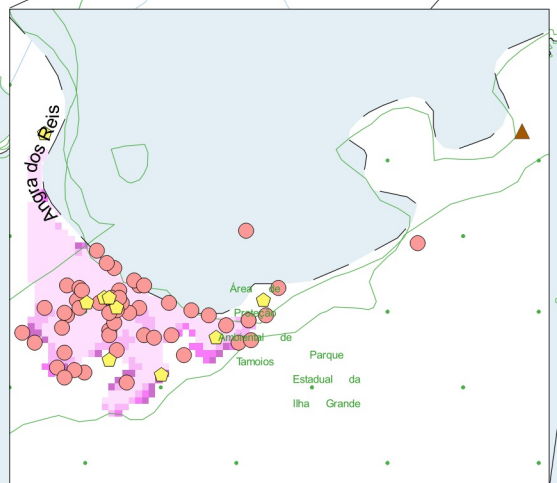 Angra dos Reis
Área de
Proteção
Ambiental de
Tamoios
Parque
Estadual da
Ilha Grande